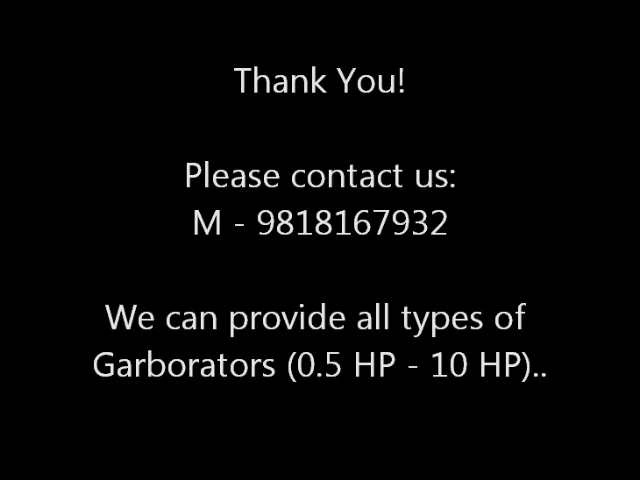 Thank You!
Please contact us:
M - 9818167932
We can provide all types of
Garborators (0.5 HP - 10 HP)..